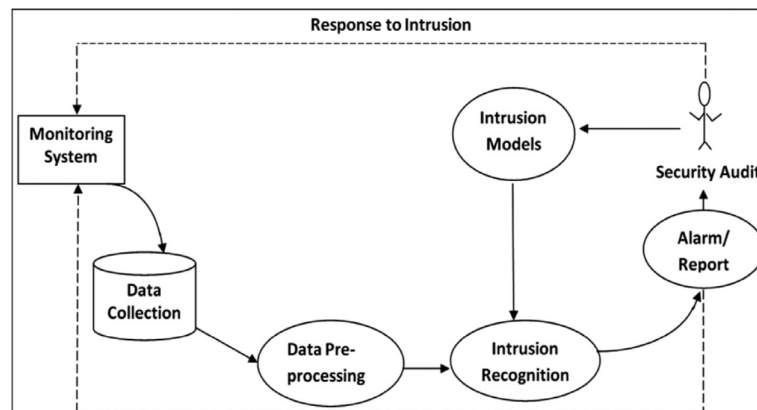 Response to Intrusion
Monitoring
System
Intrusion
Models
Security Audit
Alarm/
Report
Data
Collection
Data Pre-
processing
Intrusion
Recognition